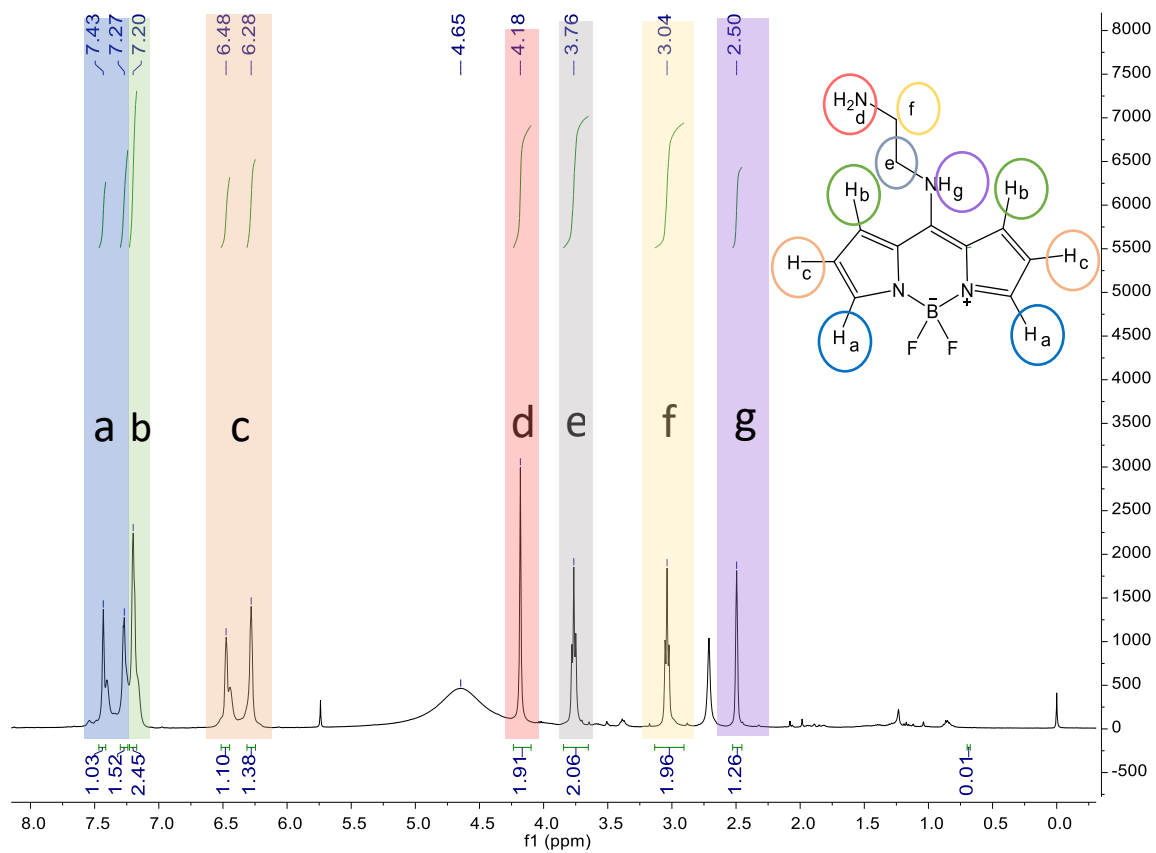 7.43
7.27
7.20
6.48
6.28
4.65
4.18
3.76
3.04
2.50
8000
7500
7000
6500
6000
5500
5000
4500
4000
3500
3000
2500
2000
1500
1000
500
0
-500
H2N
d
f
e
NHg
Hb
Hb
Hc
Hc
N
N
+
B
-
F
F
Ha
Ha
a
b
c
d
e
f
g
1.03
1.52
2.45
1.10
1.38
1.91
2.06
1.96
1.26
0.01
8.0 7.5 7.0 6.5 6.0 5.5 5.0 4.5 4.0 3.5 3.0 2.5 2.0 1.5 1.0 0.5 0.0
f1 (ppm)